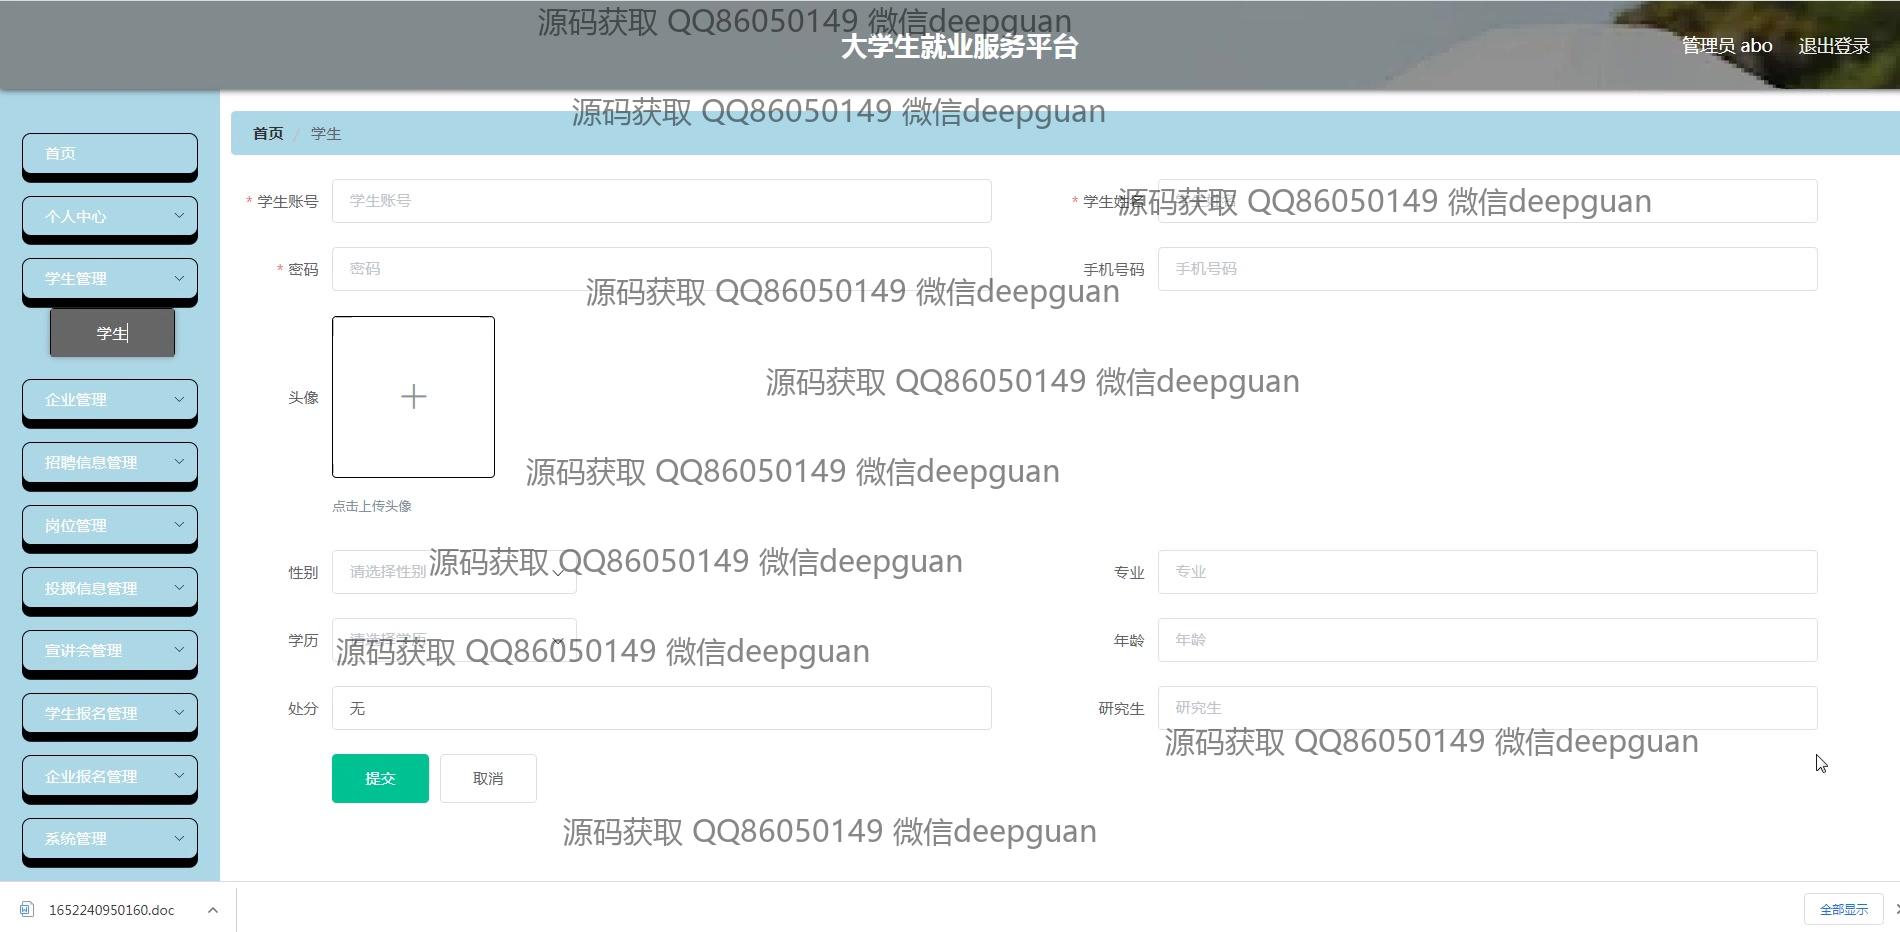 源码获取 QQ86050149 微信deepguan
大学生就业服务平台
管理员 abo
退出登录
源码获取 QQ86050149 微信deepguan
首页 / 学生
首页
个人中心
学生管理
学生
企业管理
招聘信息管理
岗位管理
投掷信息管理
宣讲会管理
学生报名管理
企业报名管理
系统管理
* 学生账号 学生账号
* 学生姓名 学生姓名
源码获取 QQ86050149 微信deepguan
* 密码 密码
手机号码 手机号码
源码获取 QQ86050149 微信deepguan
头像
源码获取 QQ86050149 微信deepguan
源码获取 QQ86050149 微信deepguan
点击上传头像
性别 请选择性别
源码获取 QQ86050149 微信deepguan
专业 专业
学历 请选择学历
源码获取 QQ86050149 微信deepguan
年龄 年龄
处分 无
研究生 研究生
源码获取 QQ86050149 微信deepguan
提交 取消
源码获取 QQ86050149 微信deepguan
1652240950160.doc
全部显示